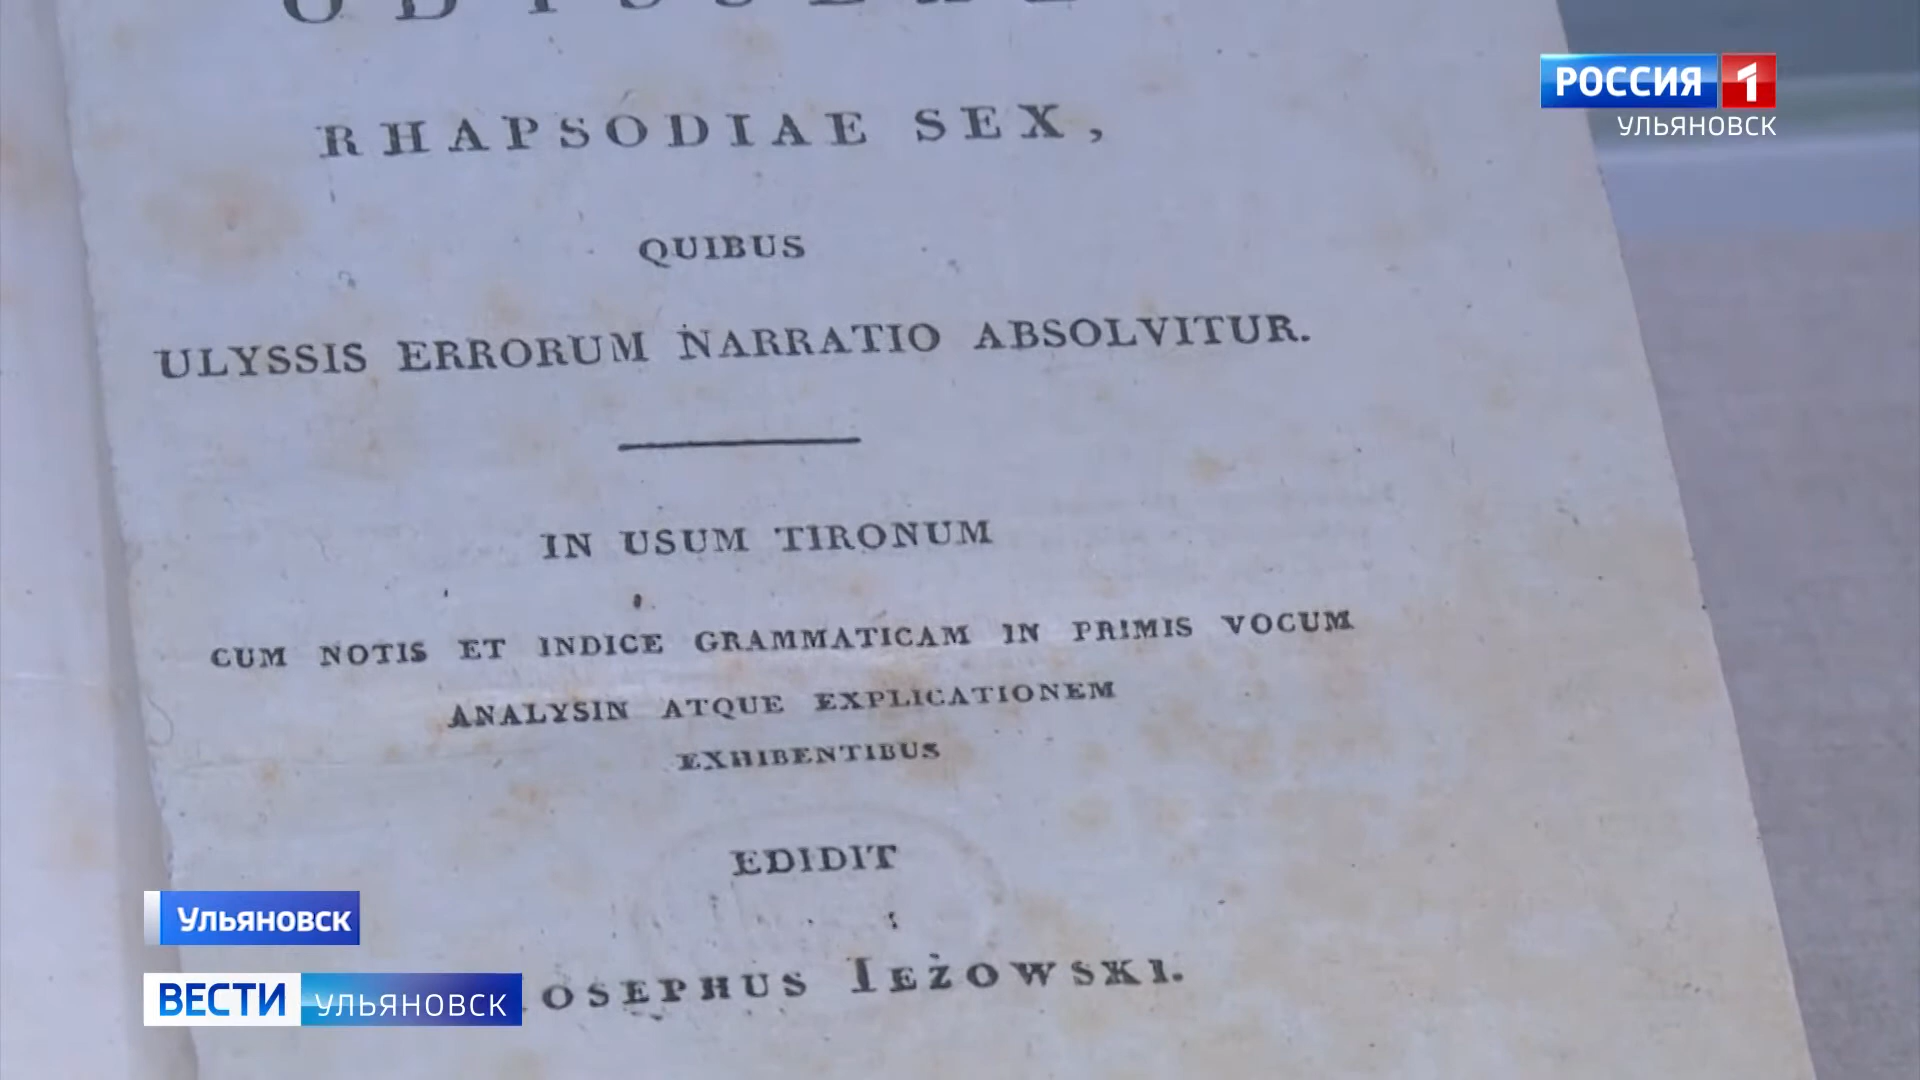 RHAPSODIAE SEX,
QUIBUS
ULYSSIS ERRORUM NARRATIO ABSOLVITUR.
IN USUM TIRONUM
CUM NOTIS ET INDICE GRAMMATICAM IN PRIMIS VOCUM
ANALYSIN ATQUE EXPLICATIONEM
EXHIBENTIBUS
EDIDIT
OSEPHUS IEŻOWSKI.
РОССИЯ 1
УЛЬЯНОВСК
Ульяновск
ВЕСТИ УЛЬЯНОВСК